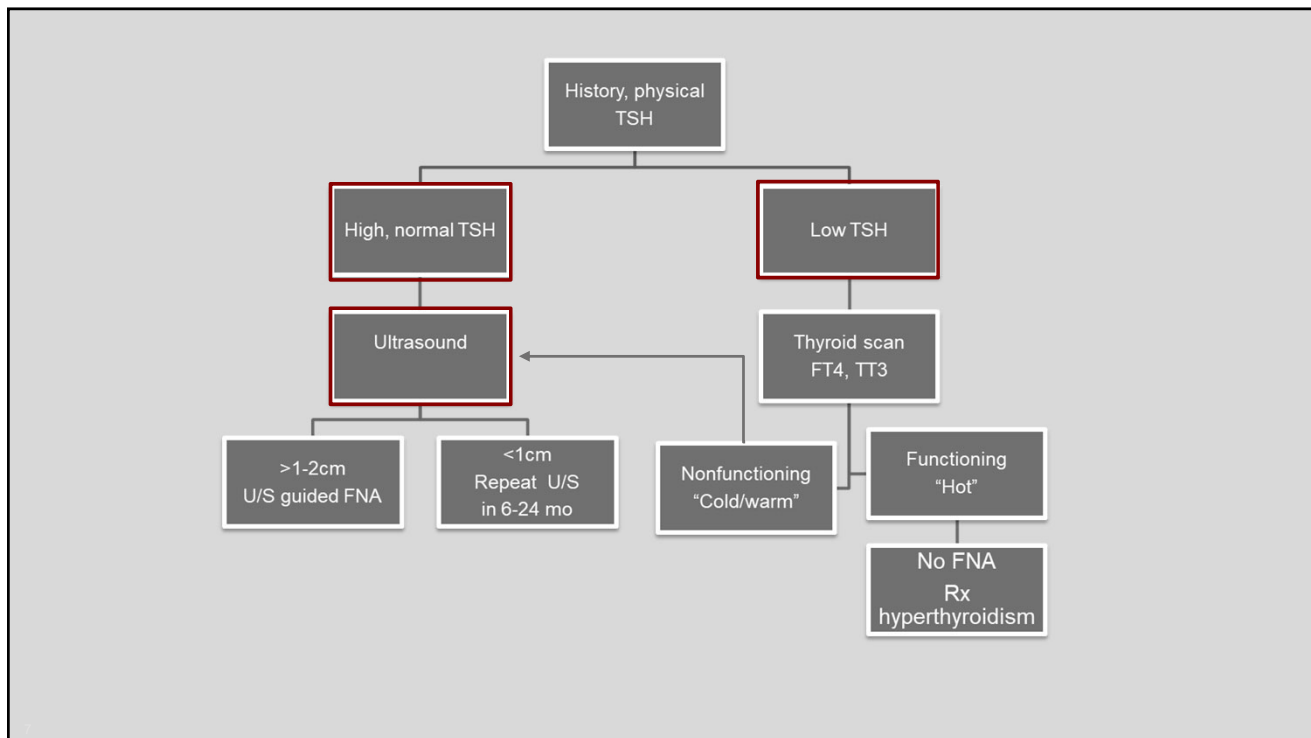 History, physical
TSH
High, normal TSH
Low TSH
Ultrasound
Thyroid scan
FT4, TT3
>1-2cm
U/S guided FNA
<1cm
Repeat U/S
in 6-24 mo
Nonfunctioning
“Cold/warm”
Functioning
“Hot”
No FNA
Rx
hyperthyroidism
7